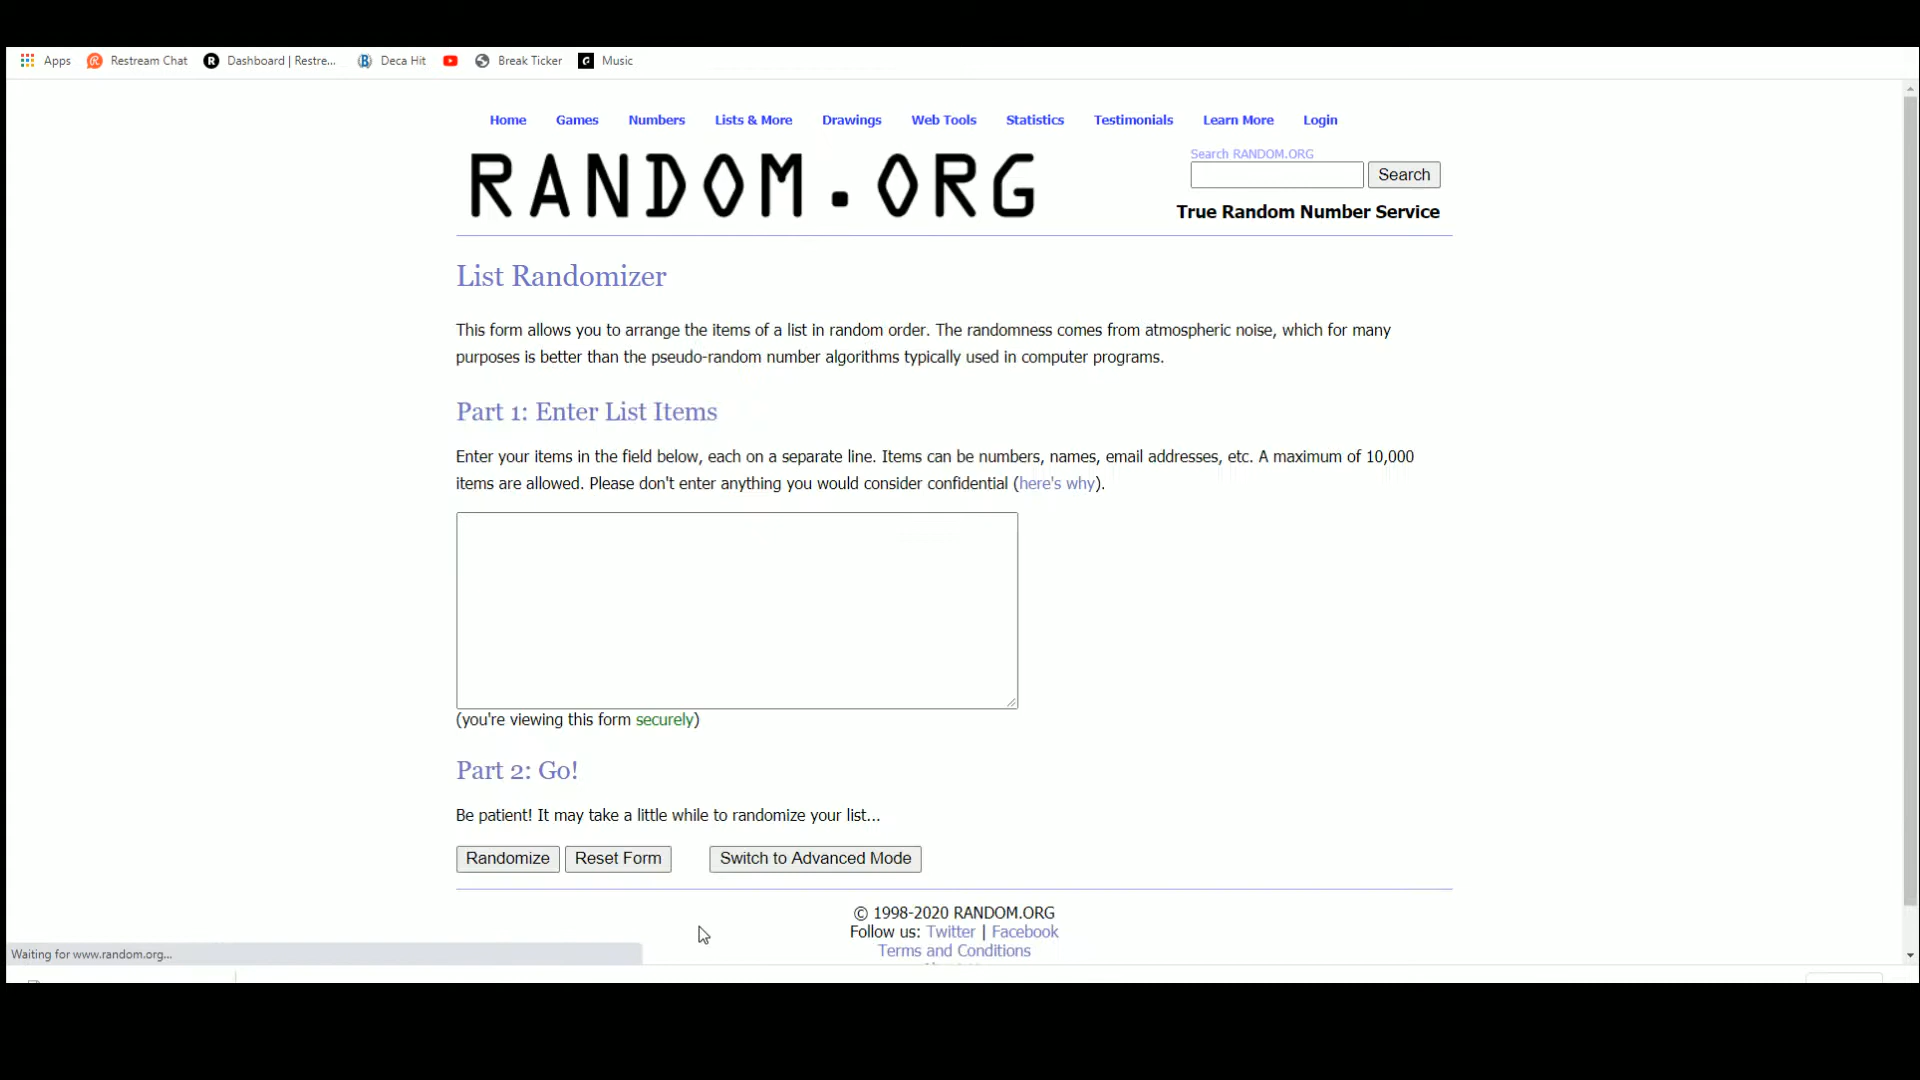 Apps Restream Chat Dashboard | Restre... Deca Hit Break Ticker Music
Home Games Numbers Lists & More Drawings Web Tools Statistics Testimonials Learn More Login
Search RANDOM.ORG
RANDOM.ORG
Search
True Random Number Service
List Randomizer
This form allows you to arrange the items of a list in random order. The randomness comes from atmospheric noise, which for many
purposes is better than the pseudo-random number algorithms typically used in computer programs.
Part 1: Enter List Items
Enter your items in the field below, each on a separate line. Items can be numbers, names, email addresses, etc. A maximum of 10,000
items are allowed. Please don't enter anything you would consider confidential (here's why).
(you're viewing this form securely)
Part 2: Go!
Be patient! It may take a little while to randomize your list...
Randomize Reset Form Switch to Advanced Mode
© 1998-2020 RANDOM.ORG
Follow us: Twitter | Facebook
Terms and Conditions
Waiting for www.random.org...